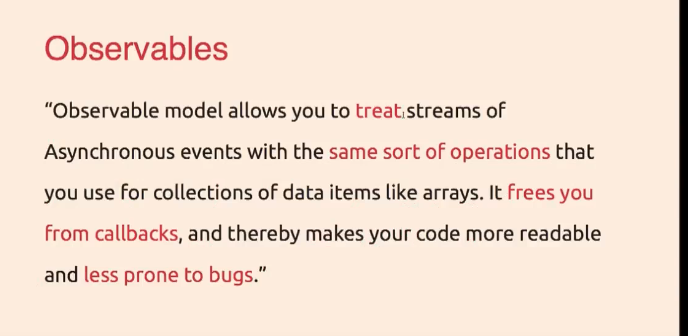 Observables
“Observable model allows you to treat streams of
Asynchronous events with the same sort of operations that
you use for collections of data items like arrays. It frees you
from callbacks, and thereby makes your code more readable
and less prone to bugs.”